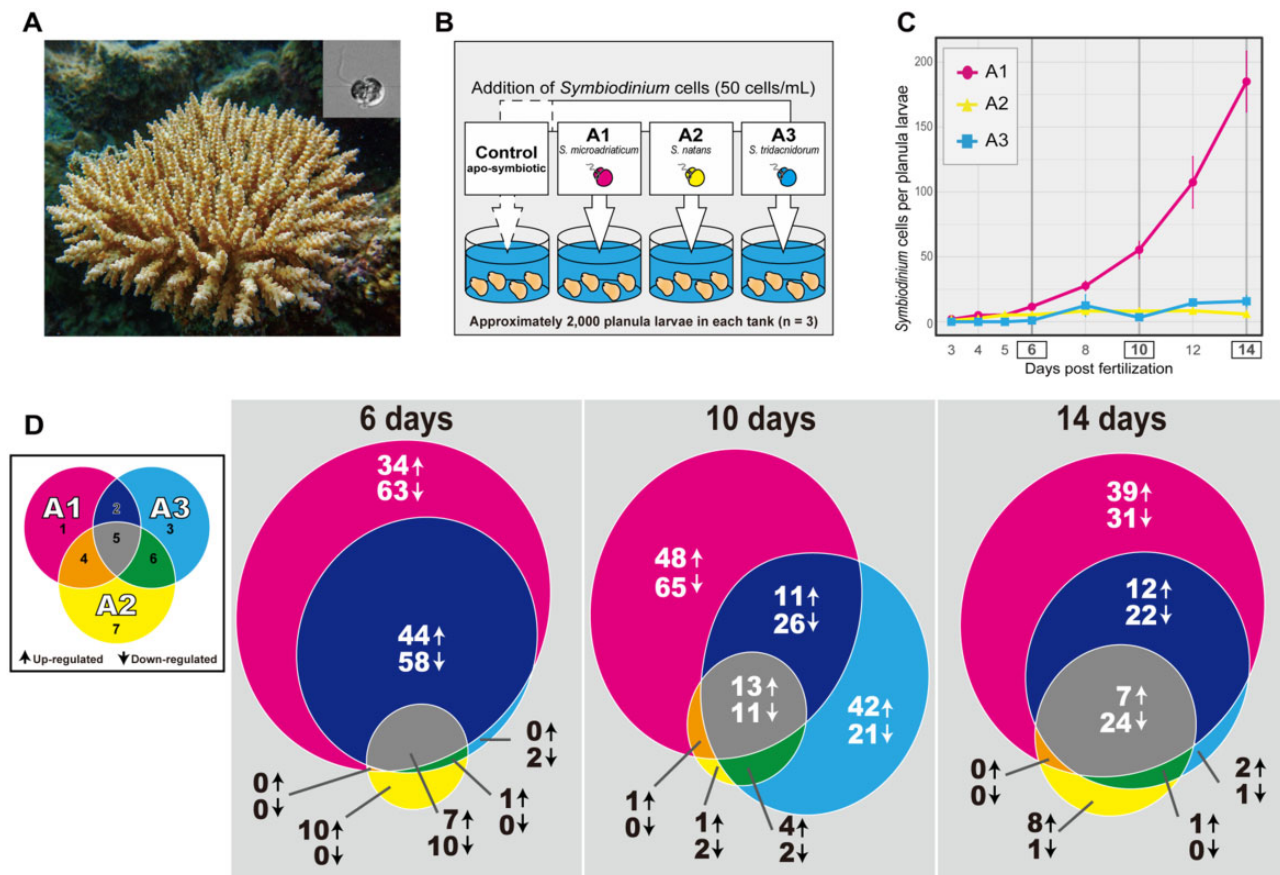 A
B
Addition of Symbiodinium cells (50 cells/mL)
Control
apo-symbiotic
A1
S. microadriaticum
A2
S. natans
A3
S. tridacnidorum
Approximately 2,000 planula larvae in each tank (n = 3)
C
Symbiodinium cells per planula larvae
200
150
100
50
0
A1
A2
A3
3 4 5 6 8 10 12 14
Days post fertilization
D
A1
1
2
A3
3
4
5
6
A2
7
↑ Up-regulated ↓ Down-regulated
6 days
34↑
63↓
44↑
58↓
0↑
2↓
0↑
0↓
1↑
0↓
10↑
0↓
7↑
10↓
10 days
48↑
65↓
11↑
26↓
13↑
11↓
42↑
21↓
1↑
0↓
1↑
2↓
4↑
2↓
14 days
39↑
31↓
12↑
22↓
7↑
24↓
0↑
0↓
2↑
1↓
8↑
1↓
1↑
0↓